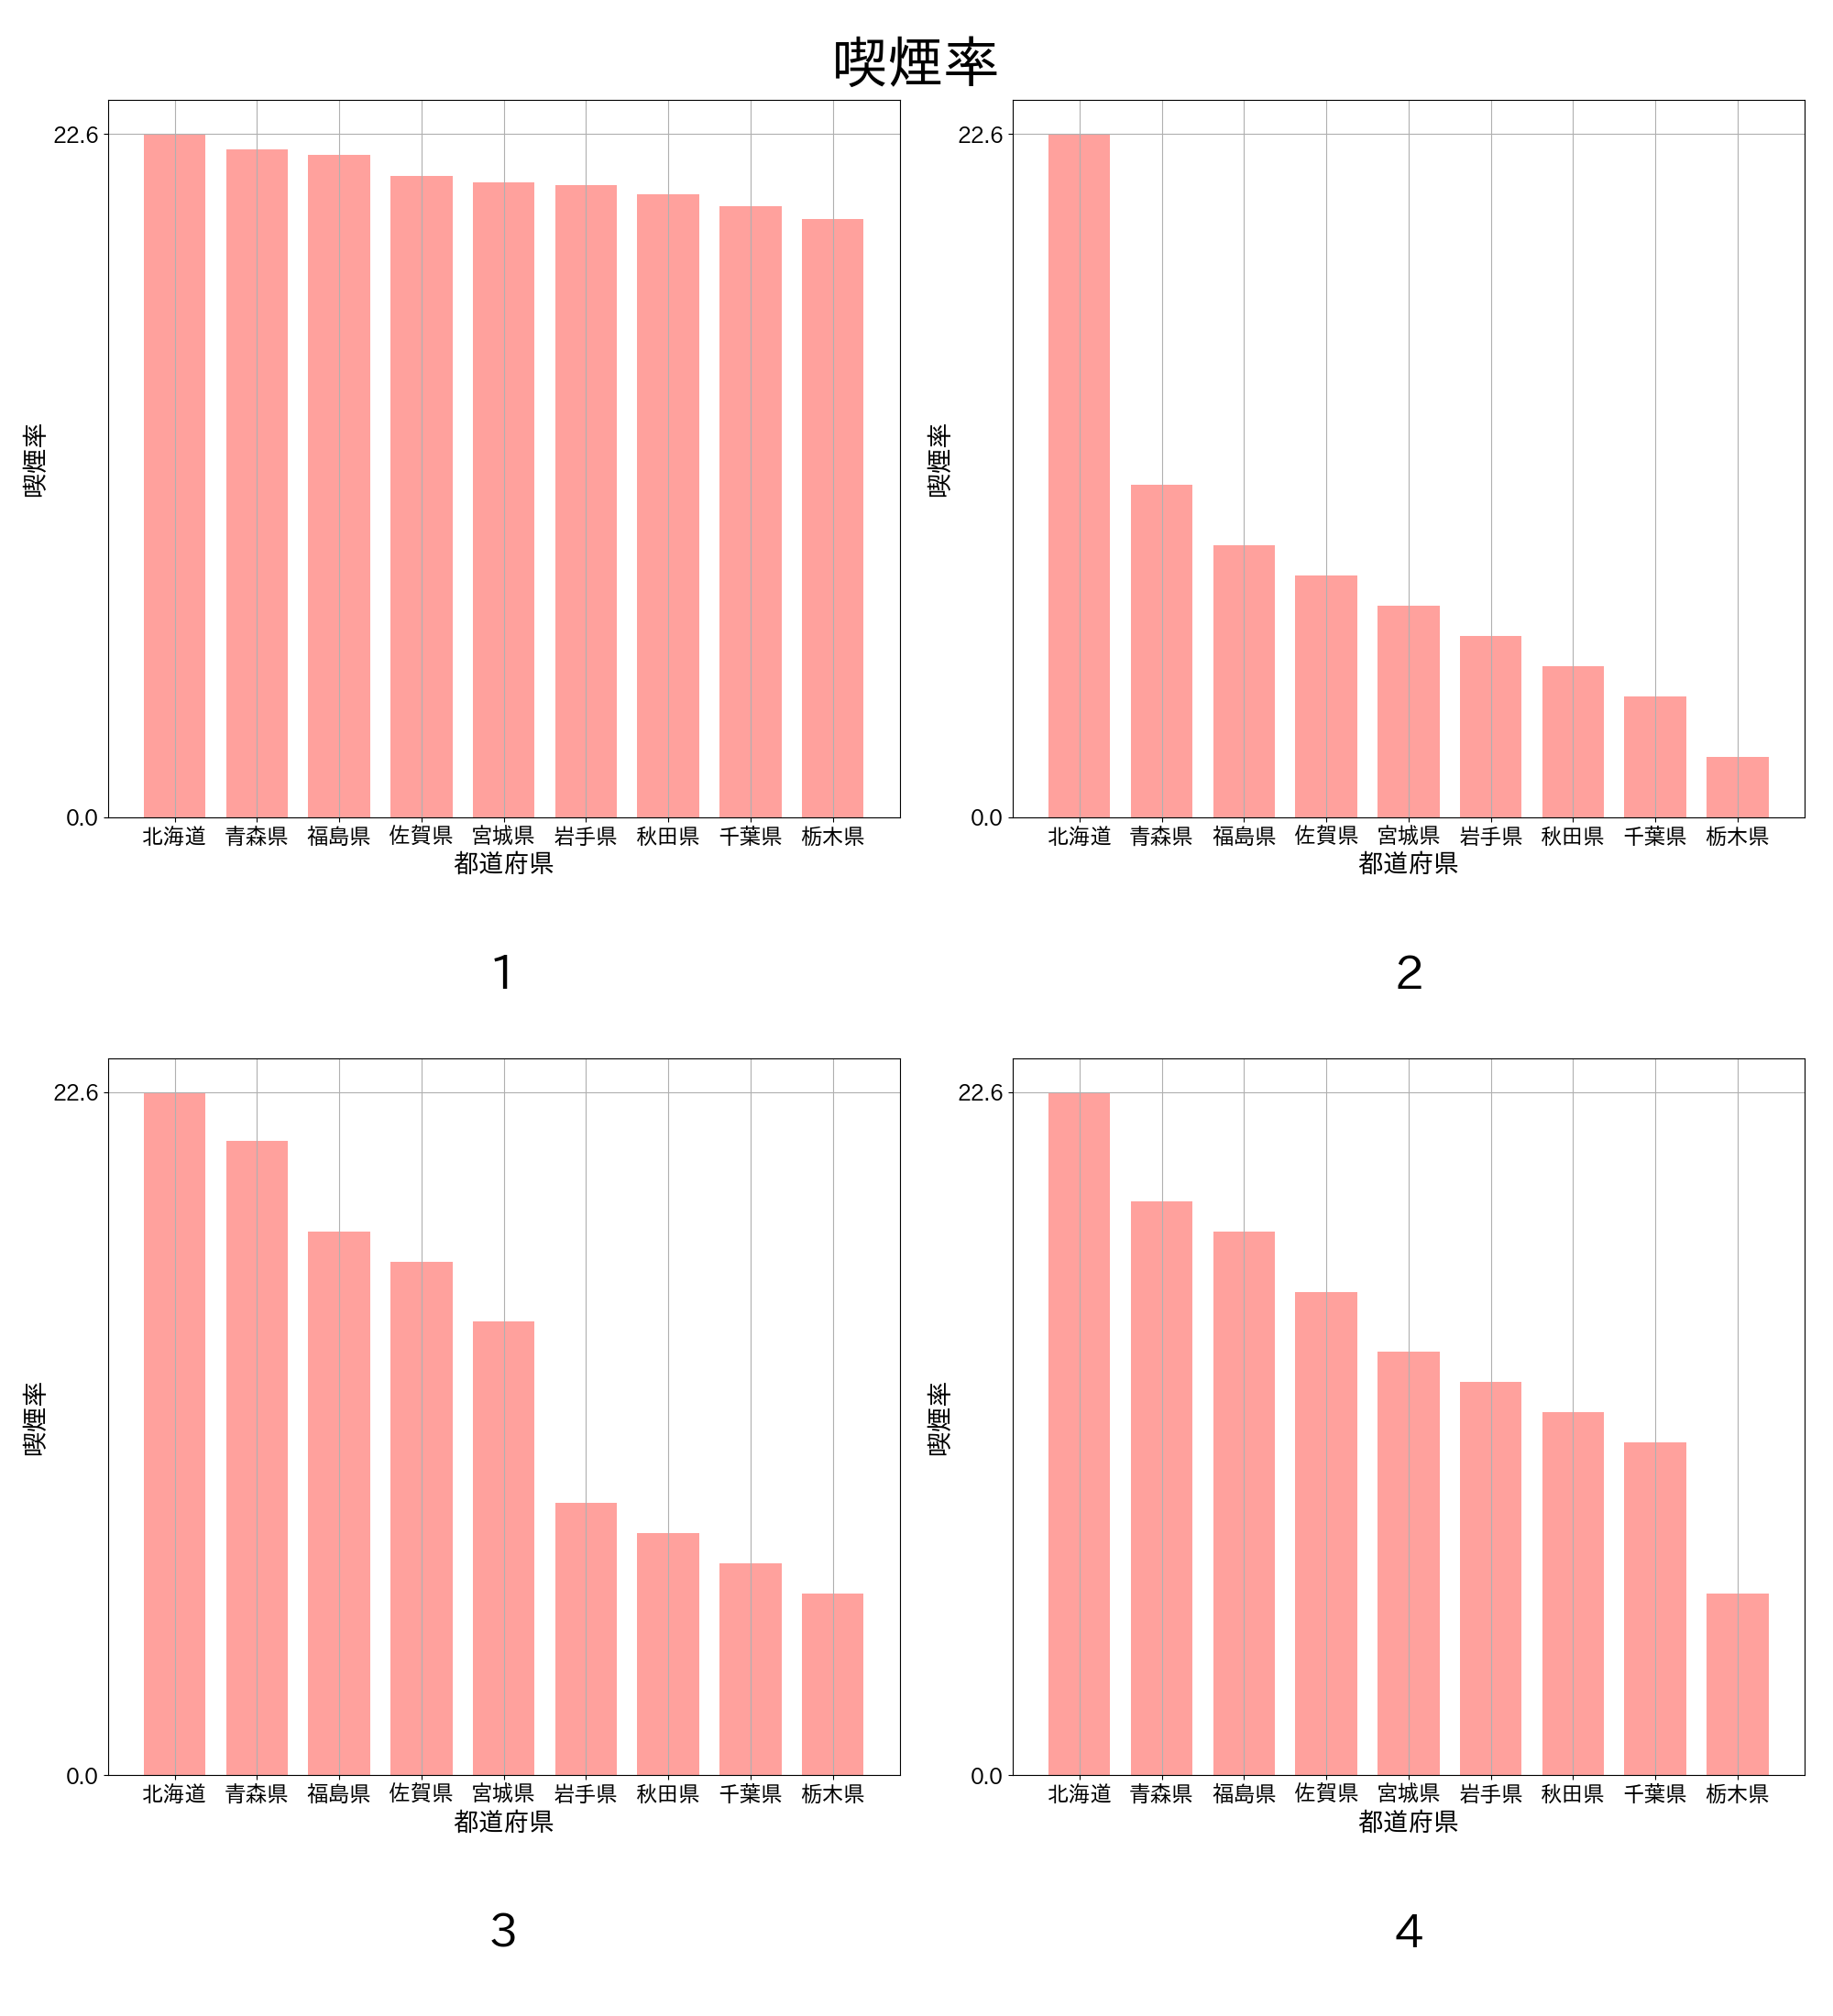 喫煙率
22.6
喫煙率
0.0
北海道 青森県 福島県 佐賀県 宮城県 岩手県 秋田県 千葉県 栃木県
都道府県
1
22.6
喫煙率
0.0
北海道 青森県 福島県 佐賀県 宮城県 岩手県 秋田県 千葉県 栃木県
都道府県
2
22.6
喫煙率
0.0
北海道 青森県 福島県 佐賀県 宮城県 岩手県 秋田県 千葉県 栃木県
都道府県
3
22.6
喫煙率
0.0
北海道 青森県 福島県 佐賀県 宮城県 岩手県 秋田県 千葉県 栃木県
都道府県
4